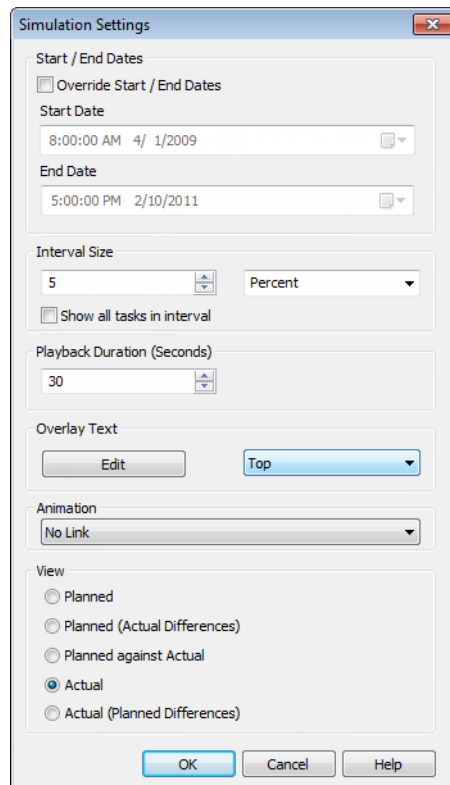 Simulation Settings
Start / End Dates
Override Start / End Dates
Start Date
8:00:00 AM 4/ 1/2009
End Date
5:00:00 PM 2/10/2011
Interval Size
5 Percent
Show all tasks in interval
Playback Duration (Seconds)
30
Overlay Text
Edit Top
Animation
No Link
View
Planned
Planned (Actual Differences)
Planned against Actual
Actual
Actual (Planned Differences)
OK Cancel Help